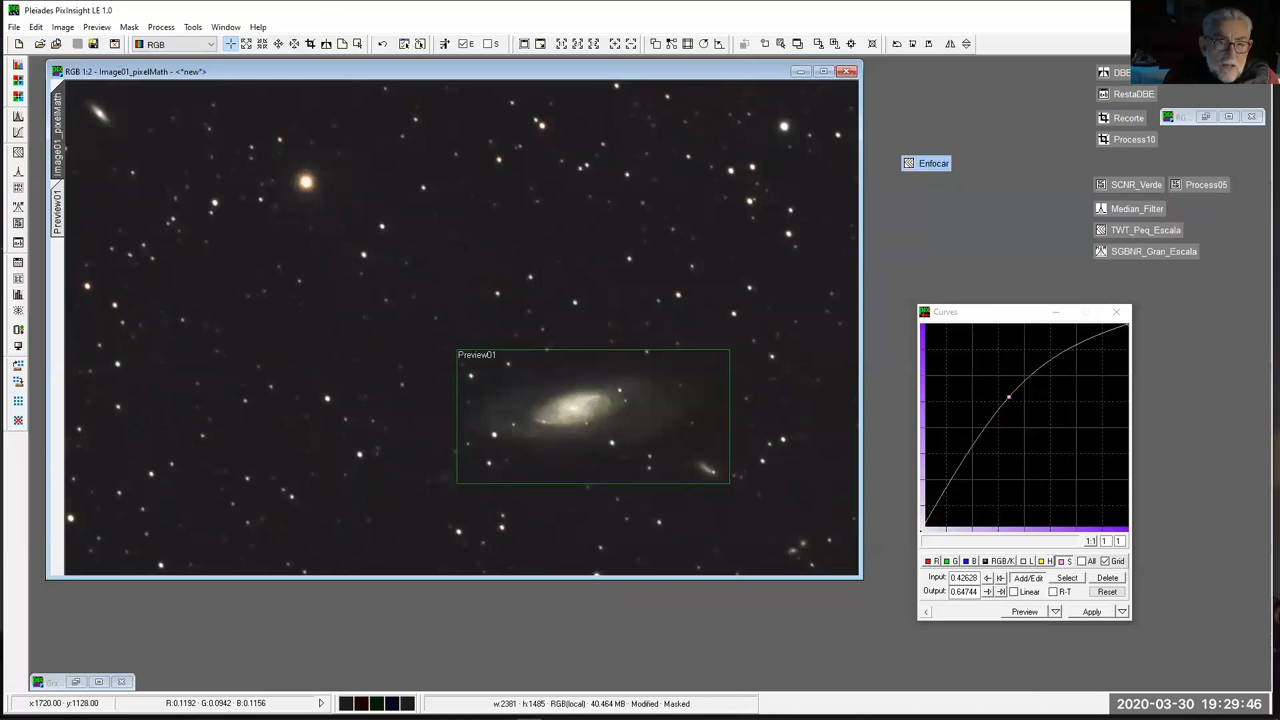 Pleiades PixInsight LE 1.0
File Edit Image Preview Mask Process Tools Window Help
RGB E S
RGB 1:2 - Image01_pixelMath - <*new*>
Image01_pixelMath
Preview01
Preview01
DBE
RestaDBE
Recorte
RG...
Process10
Enfocar
SCNR_Verde Process05
Median_Filter
TWT_Peq_Escala
SGBNR_Gran_Escala
Curves
1:1 1 1
R G B RGB/K L H S All Grid
Input: 0.42628 Add/Edit Select Delete
Output: 0.64744 Linear R-T Reset
< Preview Apply
x:1720.00 y:1128.00 R:0.1192 G:0.0942 B:0.1156 w:2381 h:1485 RGB(local) 40.464 MB Modified Masked
2020-03-30 19:29:46